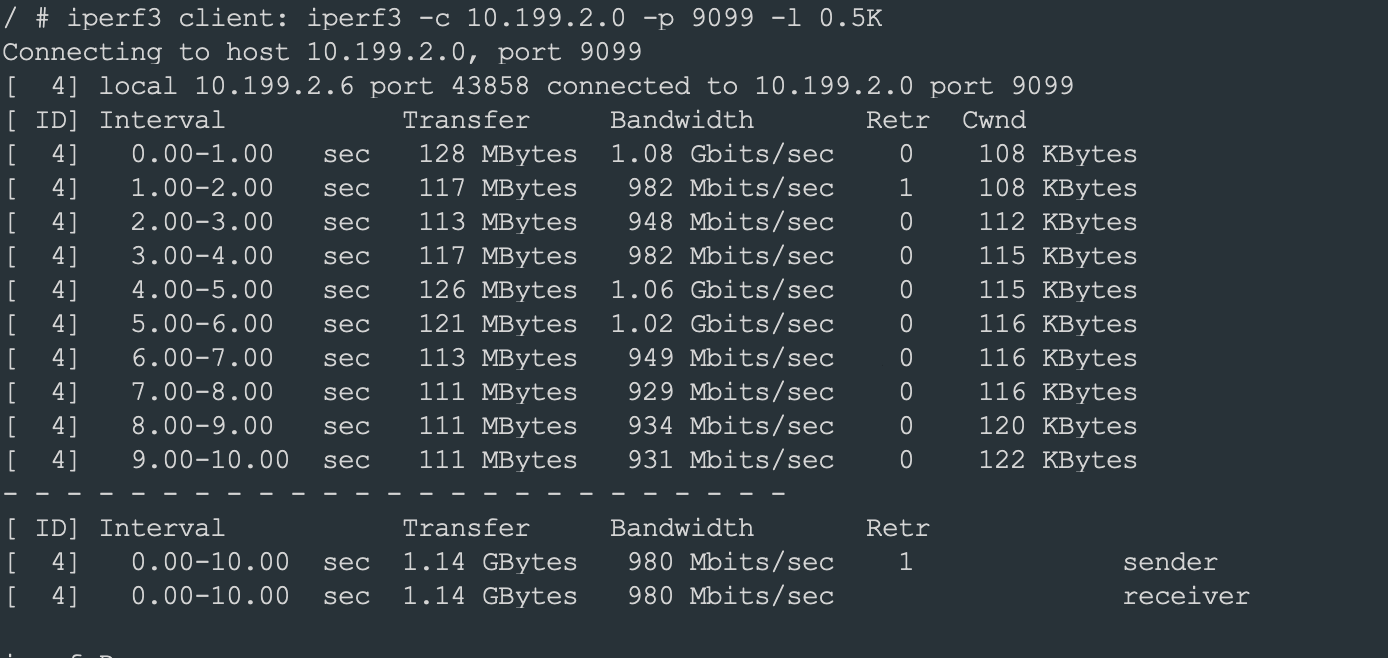 / # iperf3 client: iperf3 -c 10.199.2.0 -p 9099 -l 0.5K
Connecting to host 10.199.2.0, port 9099
[  4] local 10.199.2.6 port 43858 connected to 10.199.2.0 port 9099
[ ID] Interval           Transfer     Bandwidth       Retr  Cwnd
[  4]   0.00-1.00   sec   128 MBytes  1.08 Gbits/sec    0    108 KBytes
[  4]   1.00-2.00   sec   117 MBytes   982 Mbits/sec    1    108 KBytes
[  4]   2.00-3.00   sec   113 MBytes   948 Mbits/sec    0    112 KBytes
[  4]   3.00-4.00   sec   117 MBytes   982 Mbits/sec    0    115 KBytes
[  4]   4.00-5.00   sec   126 MBytes  1.06 Gbits/sec    0    115 KBytes
[  4]   5.00-6.00   sec   121 MBytes  1.02 Gbits/sec    0    116 KBytes
[  4]   6.00-7.00   sec   113 MBytes   949 Mbits/sec    0    116 KBytes
[  4]   7.00-8.00   sec   111 MBytes   929 Mbits/sec    0    116 KBytes
[  4]   8.00-9.00   sec   111 MBytes   934 Mbits/sec    0    120 KBytes
[  4]   9.00-10.00  sec   111 MBytes   931 Mbits/sec    0    122 KBytes
- - - - - - - - - - - - - - - - - - - - - - - - -
[ ID] Interval           Transfer     Bandwidth       Retr
[  4]   0.00-10.00  sec  1.14 GBytes   980 Mbits/sec    1             sender
[  4]   0.00-10.00  sec  1.14 GBytes   980 Mbits/sec                  receiver